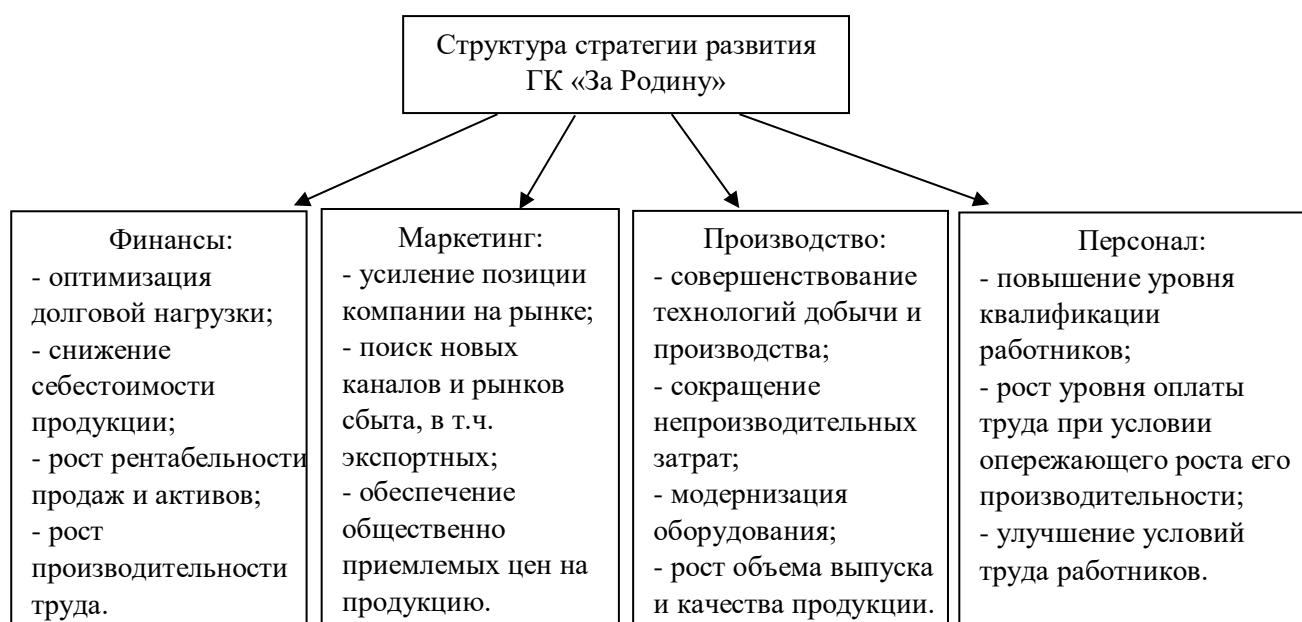 Структура стратегии развития
ГК «За Родину»
Финансы:
- оптимизация
долговой нагрузки;
- снижение
себестоимости
продукции;
- рост рентабельности
продаж и активов;
- рост
производительности
труда.
Маркетинг:
- усиление позиции
компании на рынке;
- поиск новых
каналов и рынков
сбыта, в т.ч.
экспортных;
- обеспечение
общественно
приемлемых цен на
продукцию.
Производство:
- совершенствование
технологий добычи и
производства;
- сокращение
непроизводительных
затрат;
- модернизация
оборудования;
- рост объема выпуска
и качества продукции.
Персонал:
- повышение уровня
квалификации
работников;
- рост уровня оплаты
труда при условии
опережающего роста его
производительности;
- улучшение условий
труда работников.